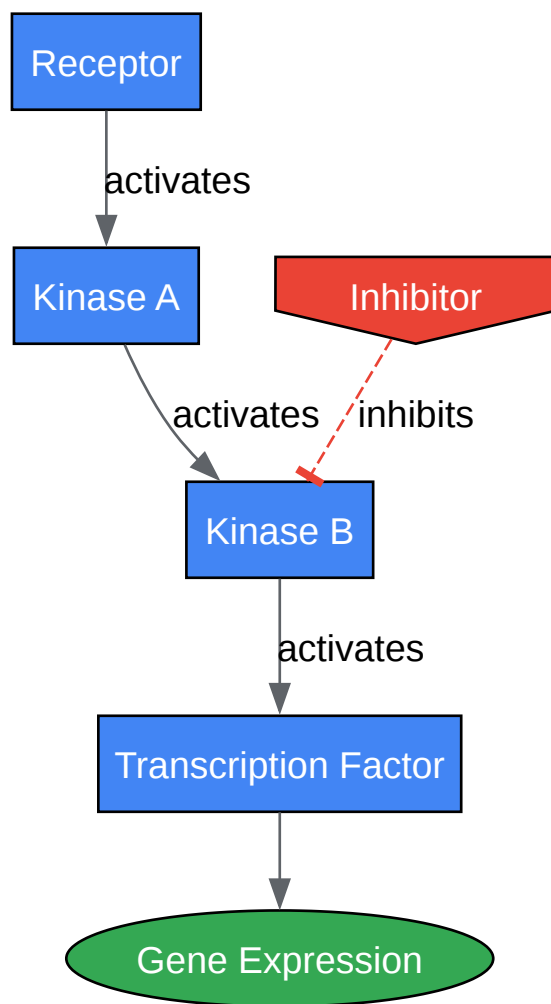 Receptor
activates
Kinase A
Inhibitor
activates
inhibits
Kinase B
activates
Transcription Factor
Gene Expression